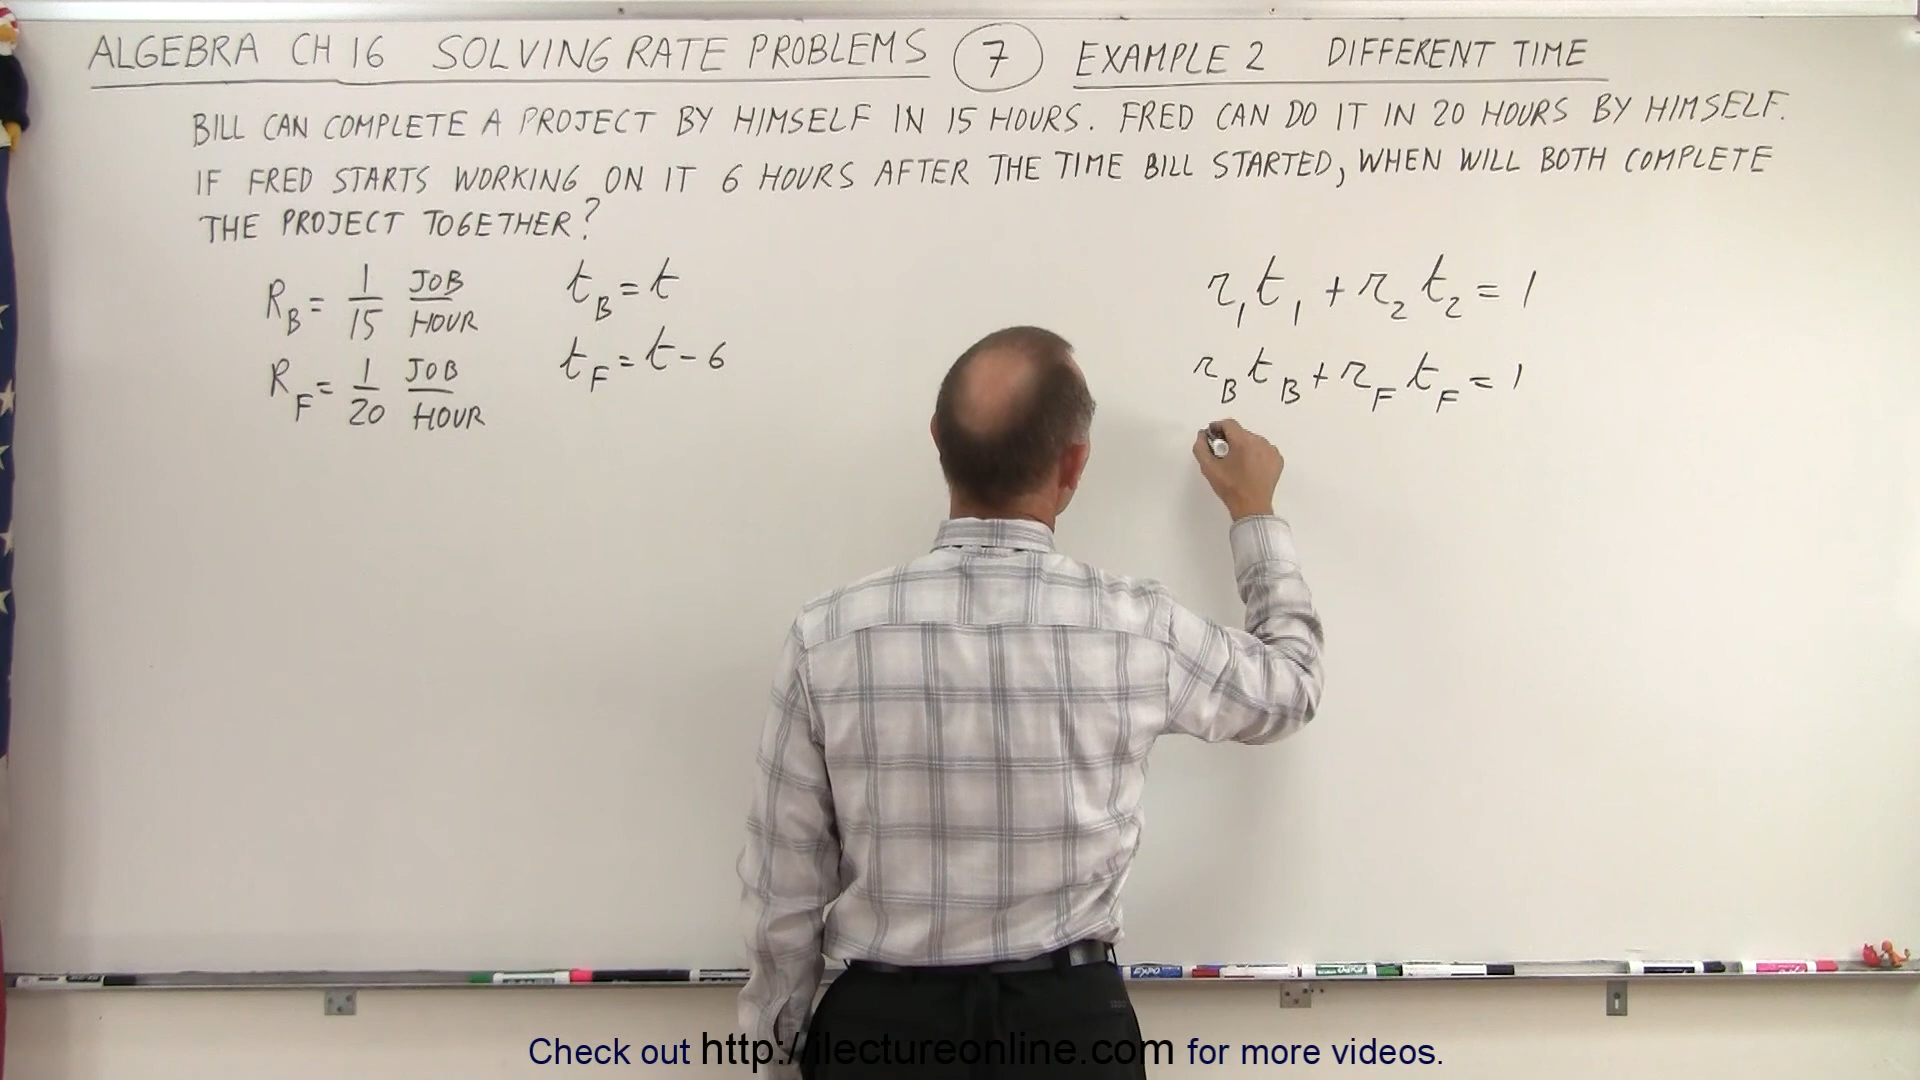 ALGEBRA CH 16 SOLVING RATE PROBLEMS 7 EXAMPLE 2 DIFFERENT TIME
BILL CAN COMPLETE A PROJECT BY HIMSELF IN 15 HOURS. FRED CAN DO IT IN 20 HOURS BY HIMSELF.
IF FRED STARTS WORKING ON IT 6 HOURS AFTER THE TIME BILL STARTED, WHEN WILL BOTH COMPLETE
THE PROJECT TOGETHER?
R_B = 1/15 JOB/HOUR t_B = t
R_F = 1/20 JOB/HOUR t_F = t - 6
r_1 t_1 + r_2 t_2 = 1
r_B t_B + r_F t_F = 1
Check out http://ilectureonline.com for more videos.